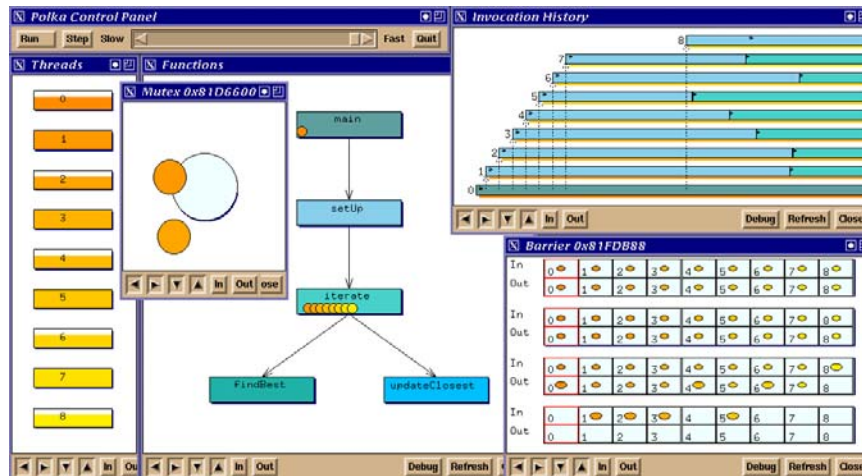 Polka Control Panel
Run Step Slow Fast Quit
Threads
0
1
2
3
4
5
6
7
8
In Ou
Functions
main
setUp
iterate
findBest
updateClosest
In Out Debug Refresh
Mutex 0x81D6600
In Out ose
Invocation History
8
7
6
5
4
3
2
1
0
In Out Debug Refresh Close
Barrier 0x81FDB88
In 0 1 2 3 4 5 6 7 8
Out 0 1 2 3 4 5 6 7 8
In 0 1 2 3 4 5 6 7 8
Out 0 1 2 3 4 5 6 7 8
In 0 1 2 3 4 5 6 7 8
Out 0 1 2 3 4 5 6 7 8
In 0 1 2 3 4 5 6 7 8
Out 0 1 2 3 4 5 6 7 8
In Out Debug Refresh Close